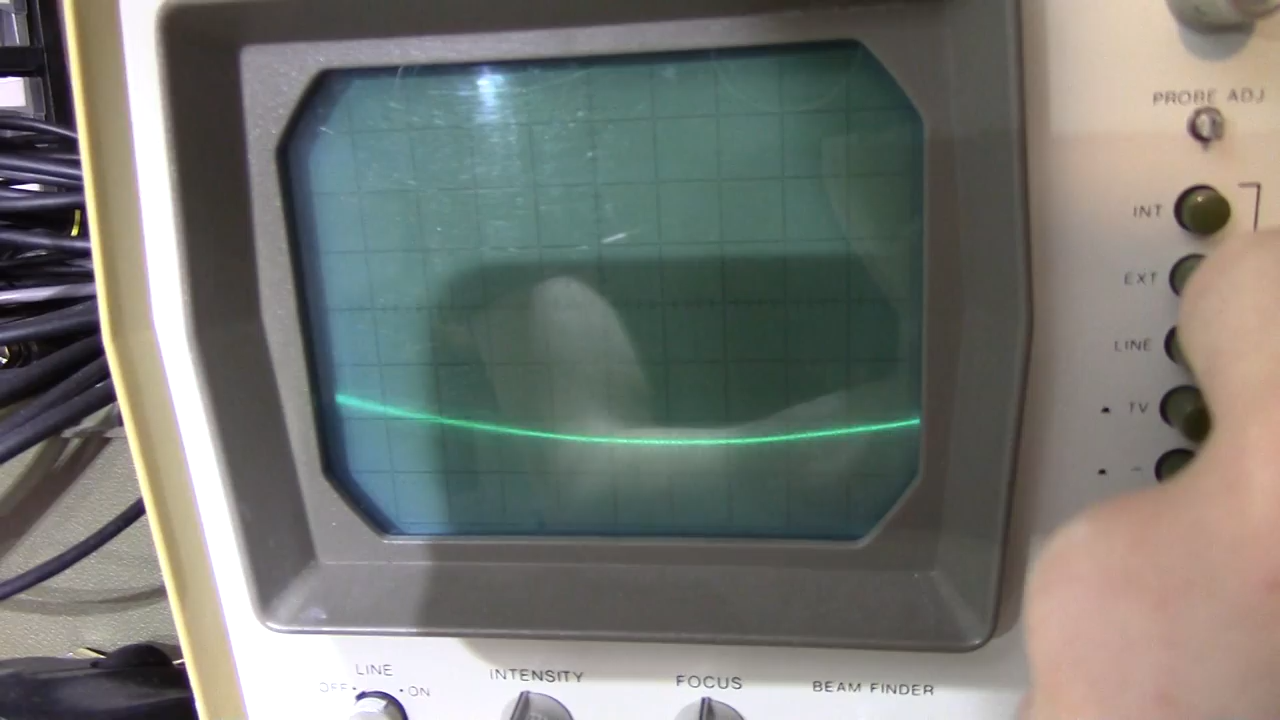 PROBE ADJ
INT
EXT
LINE
TV
LINE
OFF
ON
INTENSITY
FOCUS
BEAM FINDER